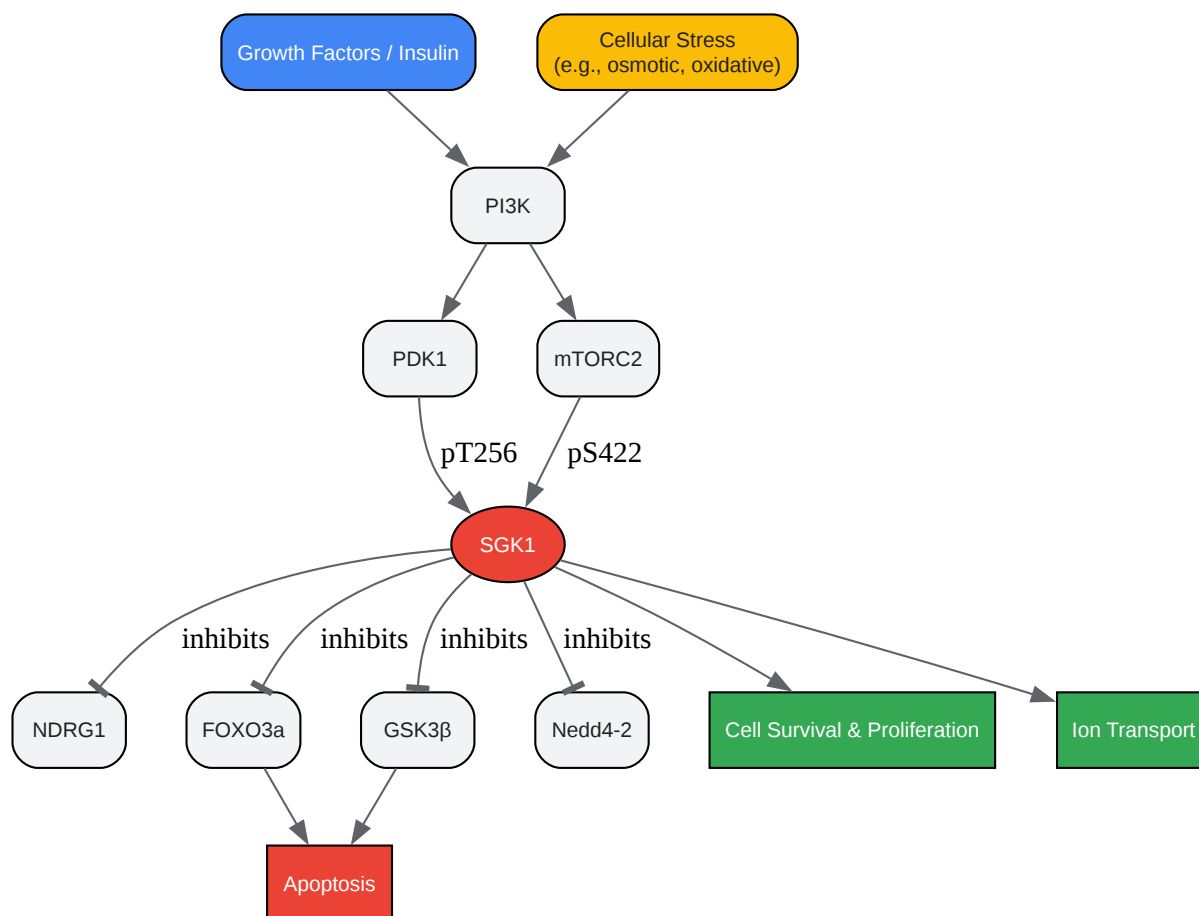 Growth Factors / Insulin
Cellular Stress
(e.g., osmotic, oxidative)
PI3K
PDK1
mTORC2
pT256
pS422
SGK1
inhibits
inhibits
inhibits
inhibits
NDRG1
FOXO3a
GSK3β
Nedd4-2
Cell Survival & Proliferation
Ion Transport
Apoptosis